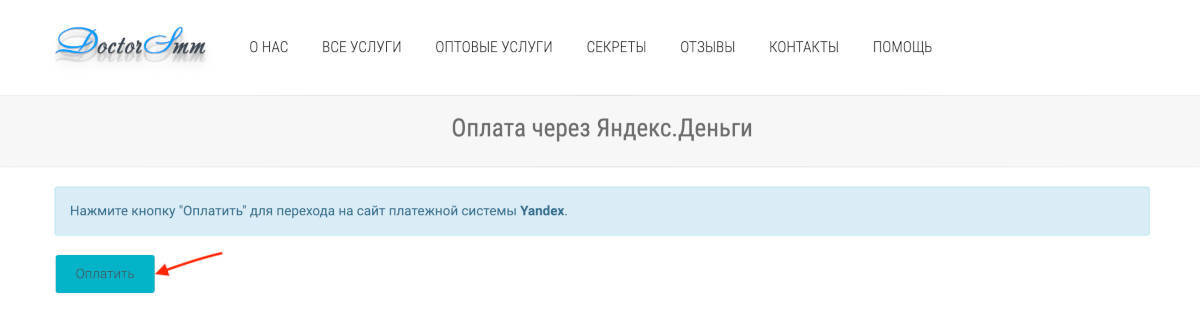 DoctorSmm О НАС ВСЕ УСЛУГИ ОПТОВЫЕ УСЛУГИ СЕКРЕТЫ ОТЗЫВЫ КОНТАКТЫ ПОМОЩЬ
Оплата через Яндекс.Деньги
Нажмите кнопку "Оплатить" для перехода на сайт платежной системы Yandex.
Оплатить